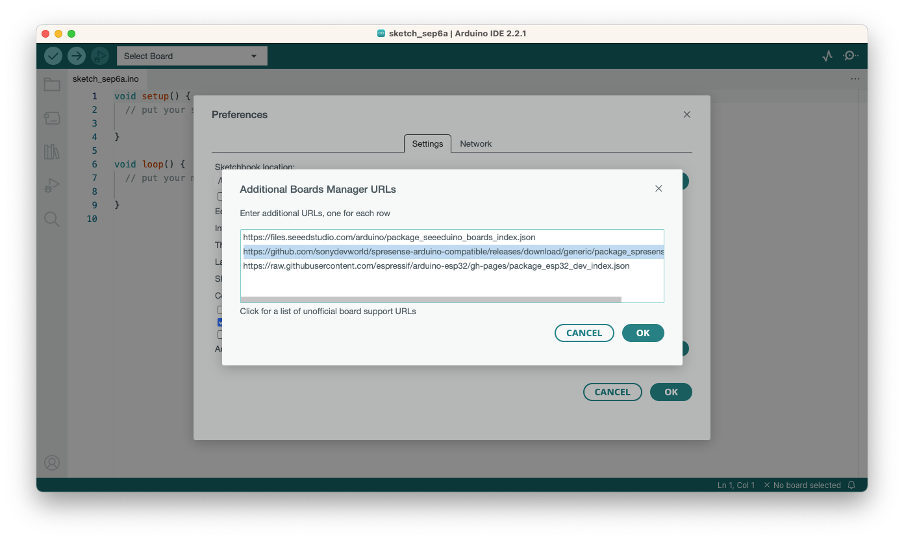 sketch_sep6a | Arduino IDE 2.2.1
Select Board
sketch_sep6a.ino
1 void setup() {
2 // put your s
3
4 }
5
6 void loop() {
7 // put your m
8
9 }
10
Preferences
Settings Network
Sketchbook location:
Additional Boards Manager URLs
Enter additional URLs, one for each row
https://files.seeedstudio.com/arduino/package_seeeduino_boards_index.json
https://github.com/sonydevworld/spresense-arduino-compatible/releases/download/generic/package_spresens
https://raw.githubusercontent.com/espressif/arduino-esp32/gh-pages/package_esp32_dev_index.json
Click for a list of unofficial board support URLs
CANCEL OK
CANCEL OK
Ln 1, Col 1 × No board selected